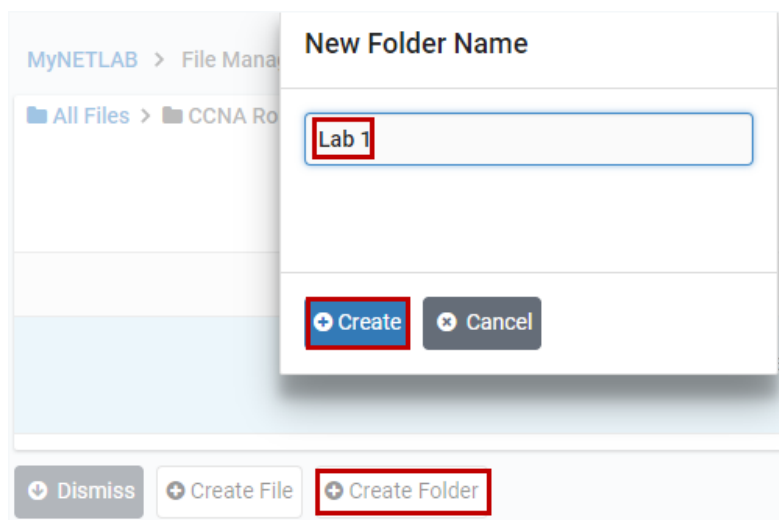 New Folder Name
MyNETLAB > File Mana
All Files > CCNA Ro
Lab 1
Create Cancel
Dismiss Create File Create Folder